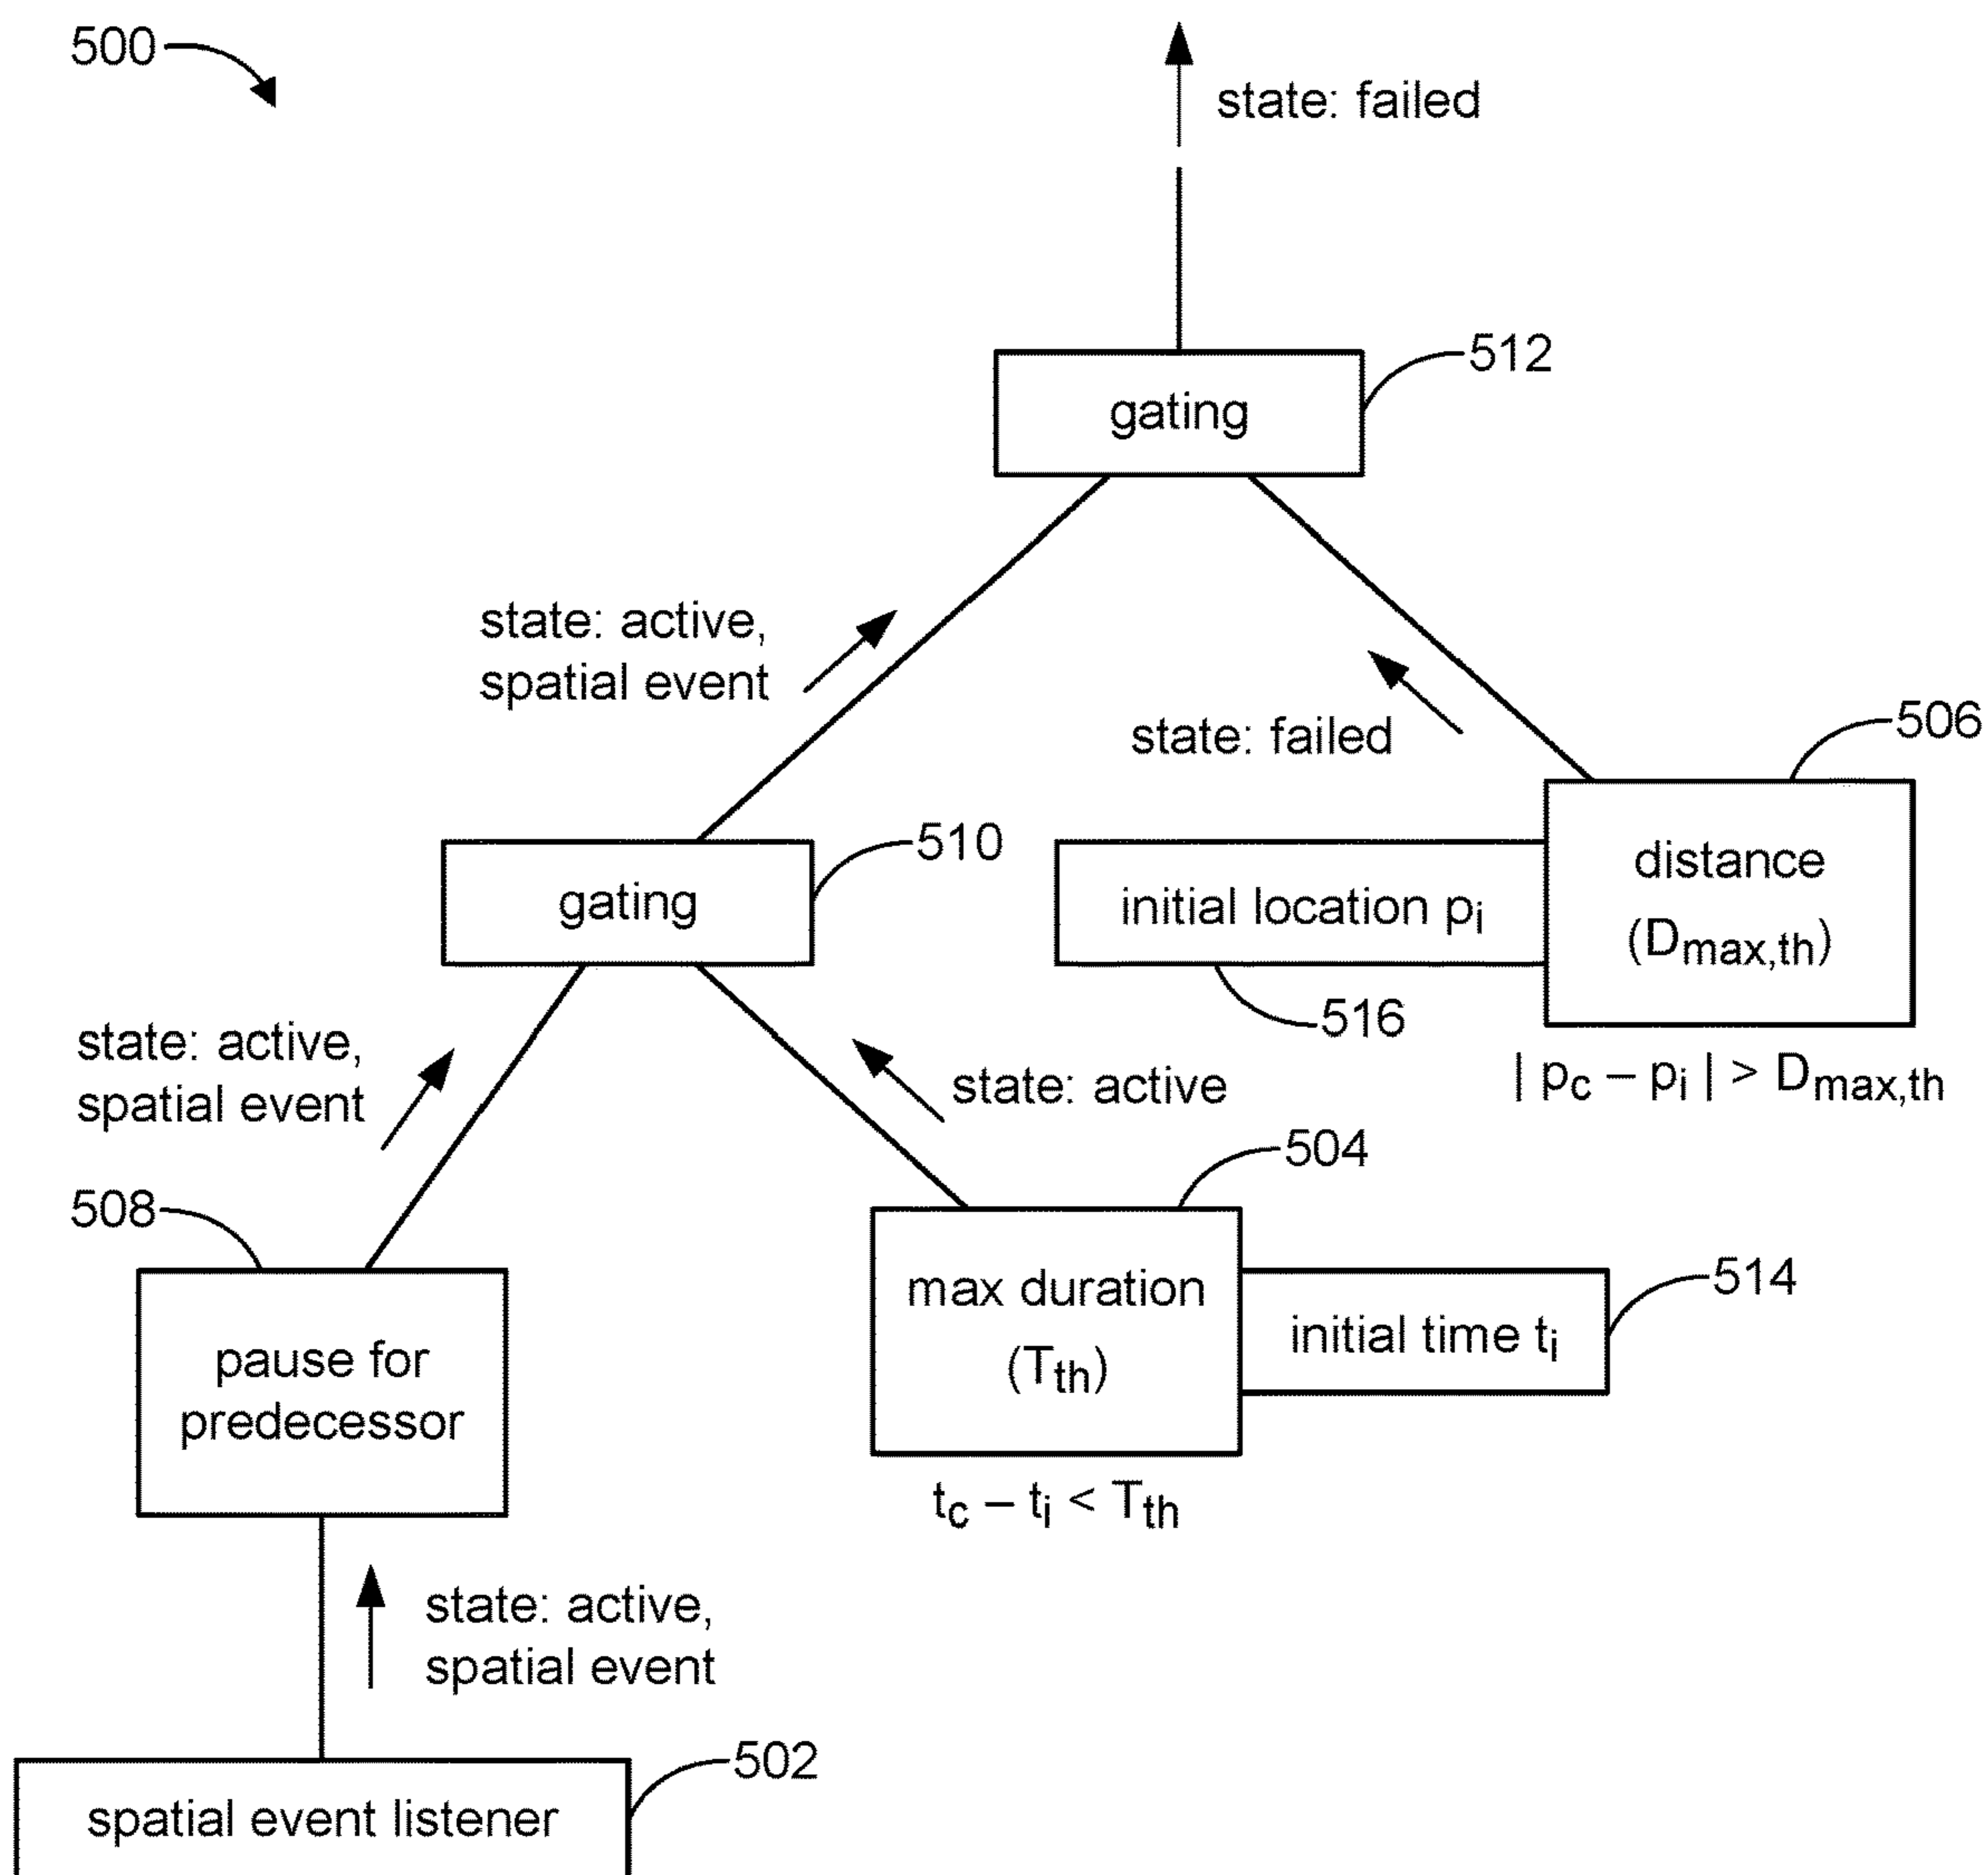 500
state: failed
512
gating
state: active,
spatial event
state: failed
506
510
gating
initial location pi
distance
(Dmax,th)
516
| pc – pi | > Dmax,th
state: active,
spatial event
state: active
504
508
pause for
predecessor
max duration
(Tth)
initial time ti
514
tc – ti < Tth
state: active,
spatial event
502
spatial event listener